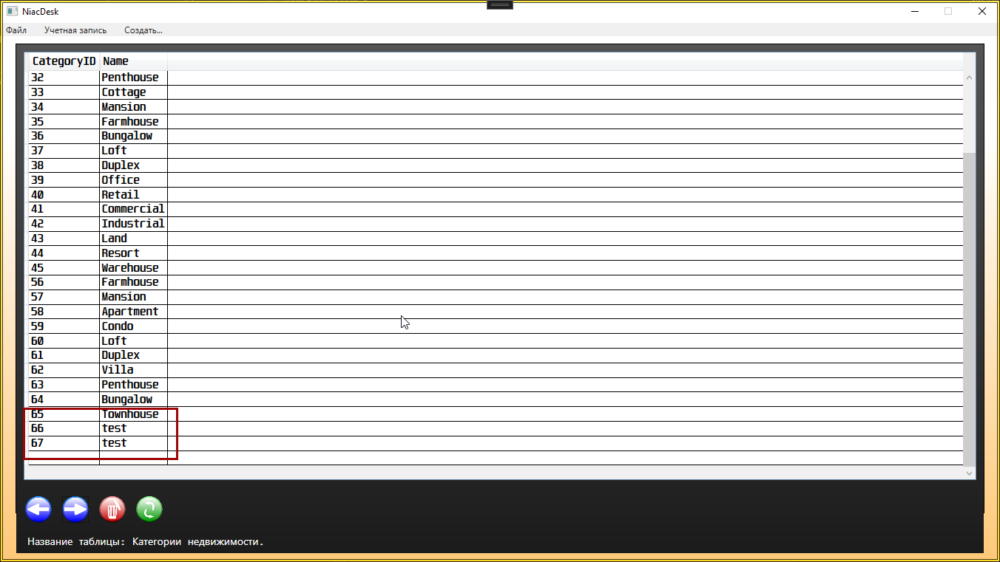 NiacDesk
Файл Учетная запись Создать...
CategoryID Name
32 Penthouse
33 Cottage
34 Mansion
35 Farmhouse
36 Bungalow
37 Loft
38 Duplex
39 Office
40 Retail
41 Commercial
42 Industrial
43 Land
44 Resort
45 Warehouse
56 Farmhouse
57 Mansion
58 Apartment
59 Condo
60 Loft
61 Duplex
62 Villa
63 Penthouse
64 Bungalow
65 Townhouse
66 test
67 test
Название таблицы: Категории недвижимости.